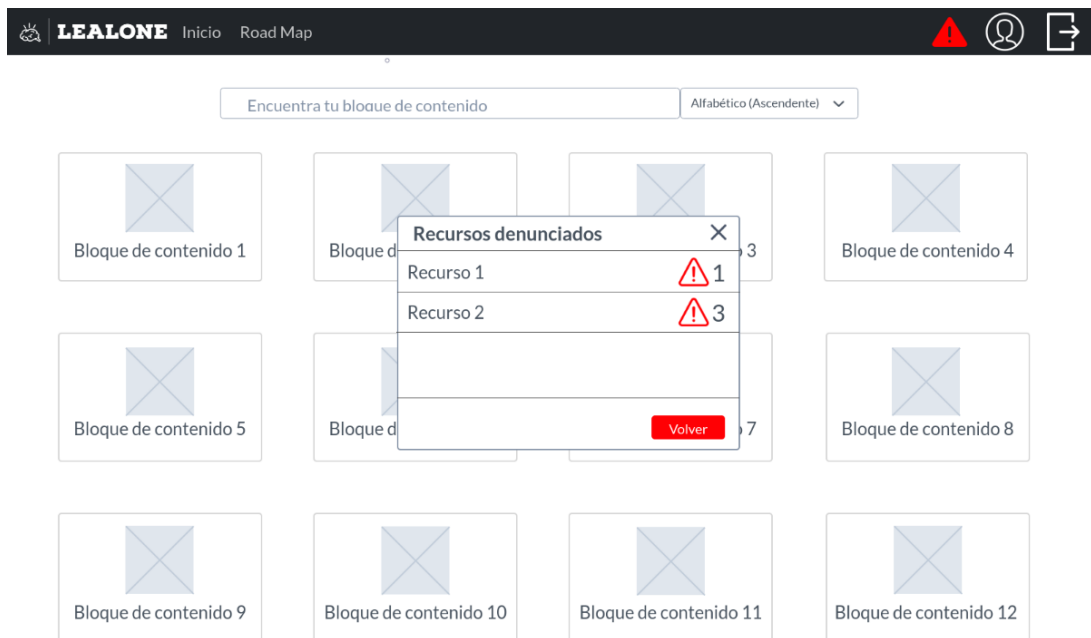 LEALONE Inicio Road Map
Encuentra tu bloque de contenido
Alfabético (Ascendente)
Bloque de contenido 1
Bloque d
3
Bloque de contenido 4
Recursos denunciados
Recurso 1
1
Recurso 2
3
Volver
Bloque de contenido 5
Bloque d
7
Bloque de contenido 8
Bloque de contenido 9
Bloque de contenido 10
Bloque de contenido 11
Bloque de contenido 12